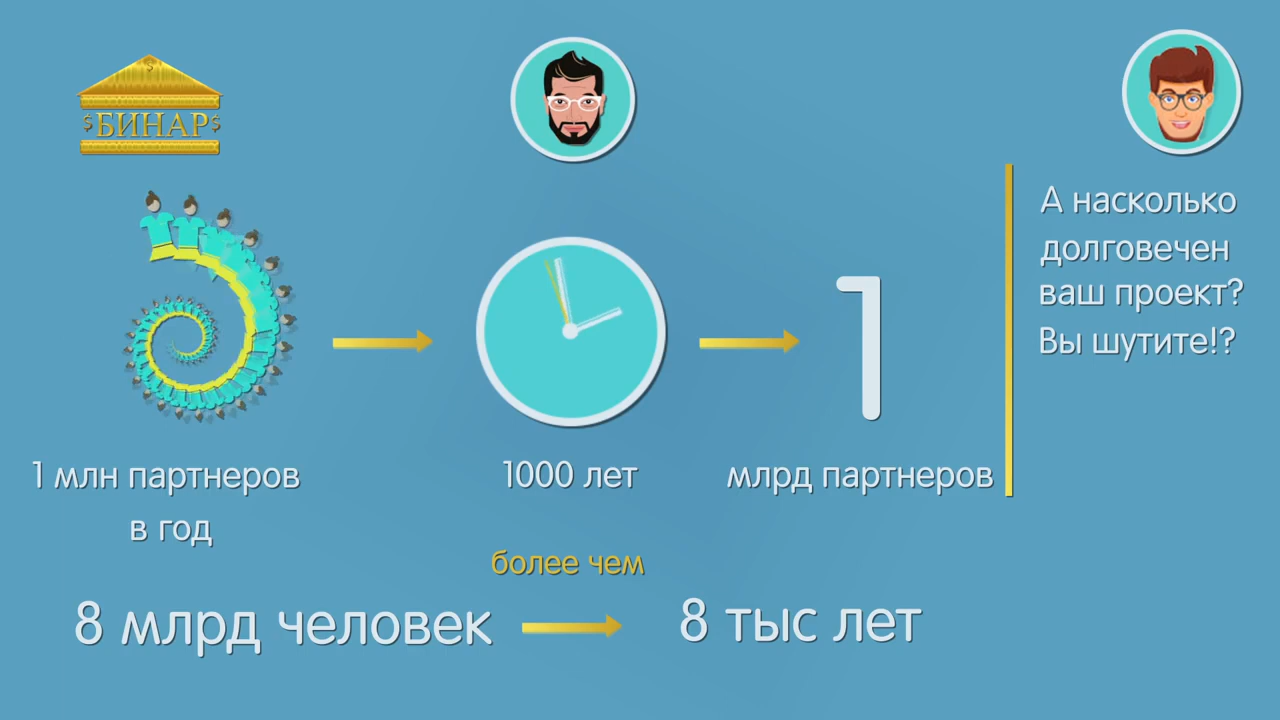 $БИНАР$
1 млн партнеров
в год
1000 лет
1
млрд партнеров
А насколько
долговечен
ваш проект?
Вы шутите!?
более чем
8 млрд человек
8 тыс лет